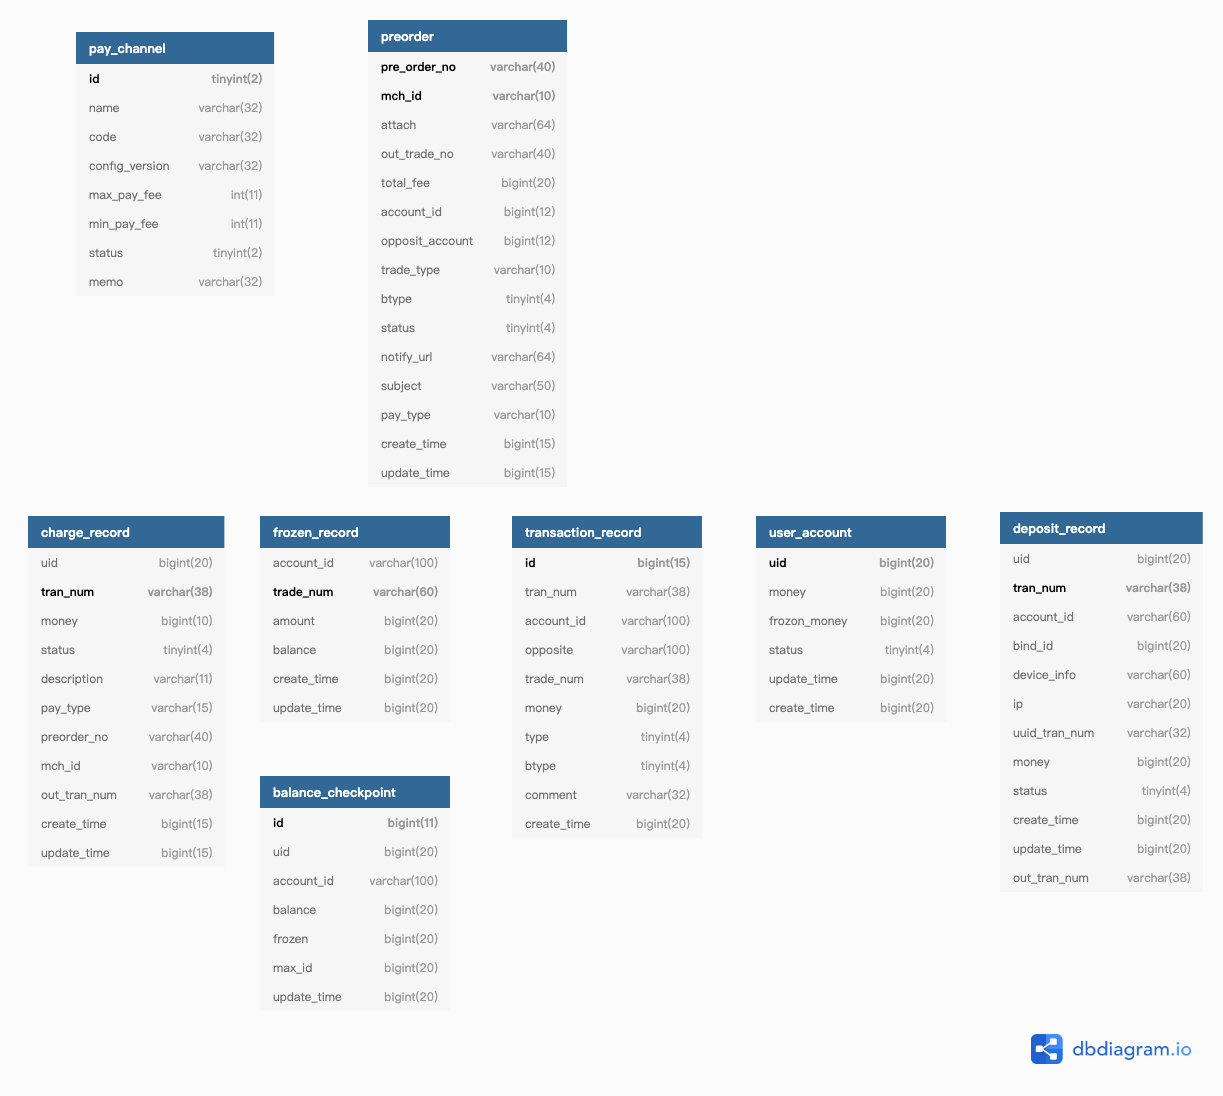 pay_channel
id tinyint(2)
name varchar(32)
code varchar(32)
config_version varchar(32)
max_pay_fee int(11)
min_pay_fee int(11)
status tinyint(2)
memo varchar(32)
preorder
pre_order_no varchar(40)
mch_id varchar(10)
attach varchar(64)
out_trade_no varchar(40)
total_fee bigint(20)
account_id bigint(12)
opposit_account bigint(12)
trade_type varchar(10)
btype tinyint(4)
status tinyint(4)
notify_url varchar(64)
subject varchar(50)
pay_type varchar(10)
create_time bigint(15)
update_time bigint(15)
charge_record
uid bigint(20)
tran_num varchar(38)
money bigint(10)
status tinyint(4)
description varchar(11)
pay_type varchar(15)
preorder_no varchar(40)
mch_id varchar(10)
out_tran_num varchar(38)
create_time bigint(15)
update_time bigint(15)
frozen_record
account_id varchar(100)
trade_num varchar(60)
amount bigint(20)
balance bigint(20)
create_time bigint(20)
update_time bigint(20)
balance_checkpoint
id bigint(11)
uid bigint(20)
account_id varchar(100)
balance bigint(20)
frozen bigint(20)
max_id bigint(20)
update_time bigint(20)
transaction_record
id bigint(15)
tran_num varchar(38)
account_id varchar(100)
opposite varchar(100)
trade_num varchar(38)
money bigint(20)
type tinyint(4)
btype tinyint(4)
comment varchar(32)
create_time bigint(20)
user_account
uid bigint(20)
money bigint(20)
frozon_money bigint(20)
status tinyint(4)
update_time bigint(20)
create_time bigint(20)
deposit_record
uid bigint(20)
tran_num varchar(38)
account_id varchar(60)
bind_id bigint(20)
device_info varchar(60)
ip varchar(20)
uuid_tran_num varchar(32)
money bigint(20)
status tinyint(4)
create_time bigint(20)
update_time bigint(20)
out_tran_num varchar(38)
dbdiagram.io